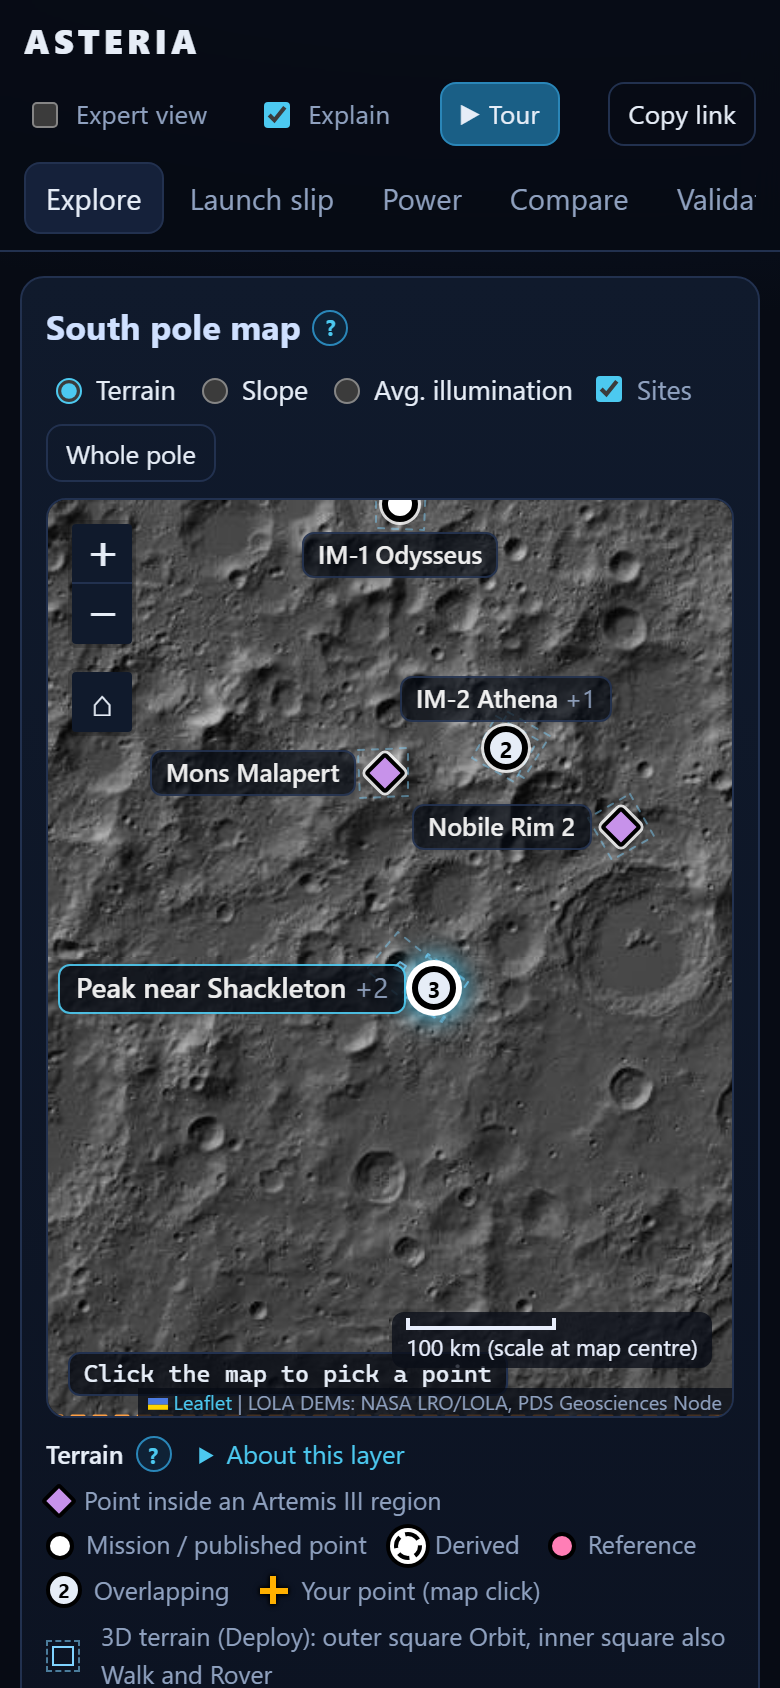 ASTERIA
Expert view Explain ▶ Tour Copy link
Explore Launch slip Power Compare Valida
South pole map ?
Terrain Slope Avg. illumination Sites
Whole pole
+
IM-1 Odysseus
−
IM-2 Athena +1
⌂
2
Mons Malapert
Nobile Rim 2
Peak near Shackleton +2 3
100 km (scale at map centre)
Click the map to pick a point
Leaflet | LOLA DEMs: NASA LRO/LOLA, PDS Geosciences Node
Terrain ? ▶ About this layer
Point inside an Artemis III region
Mission / published point Derived Reference
2 Overlapping Your point (map click)
3D terrain (Deploy): outer square Orbit, inner square also
Walk and Rover